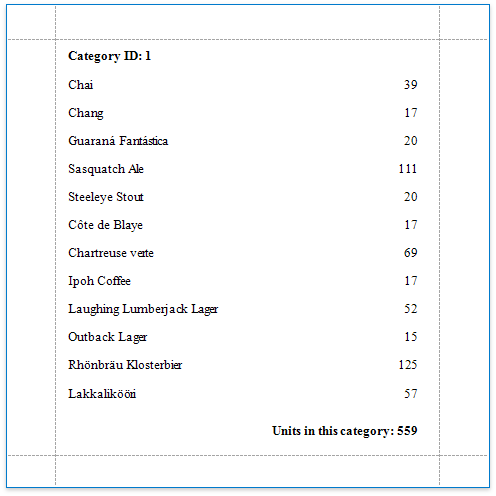 Category ID: 1
Chai 39
Chang 17
Guaraná Fantástica 20
Sasquatch Ale 111
Steeleye Stout 20
Côte de Blaye 17
Chartreuse verte 69
Ipoh Coffee 17
Laughing Lumberjack Lager 52
Outback Lager 15
Rhönbräu Klosterbier 125
Lakkalikööri 57
Units in this category: 559